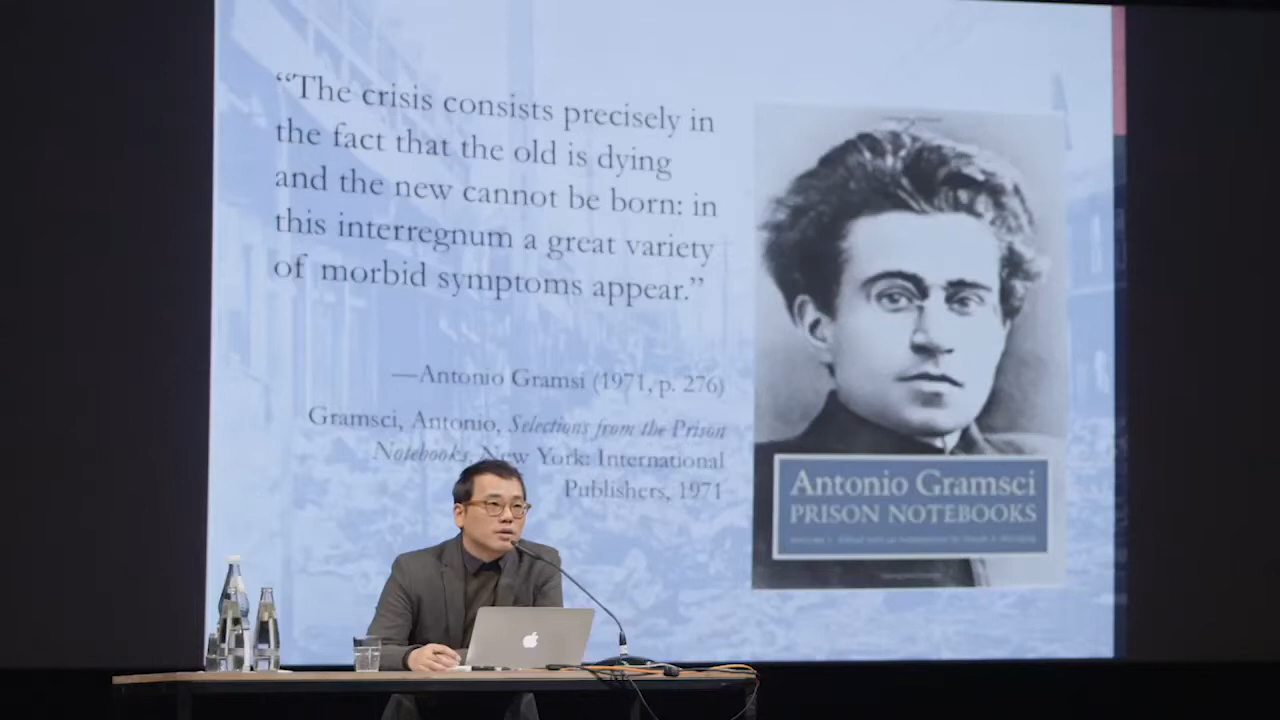 “The crisis consists precisely in
the fact that the old is dying
and the new cannot be born: in
this interregnum a great variety
of morbid symptoms appear.”
—Antonio Gramsi (1971, p. 276)
Gramsci, Antonio, Selections from the Prison
Notebooks, New York: International
Publishers, 1971
Antonio Gramsci
PRISON NOTEBOOKS